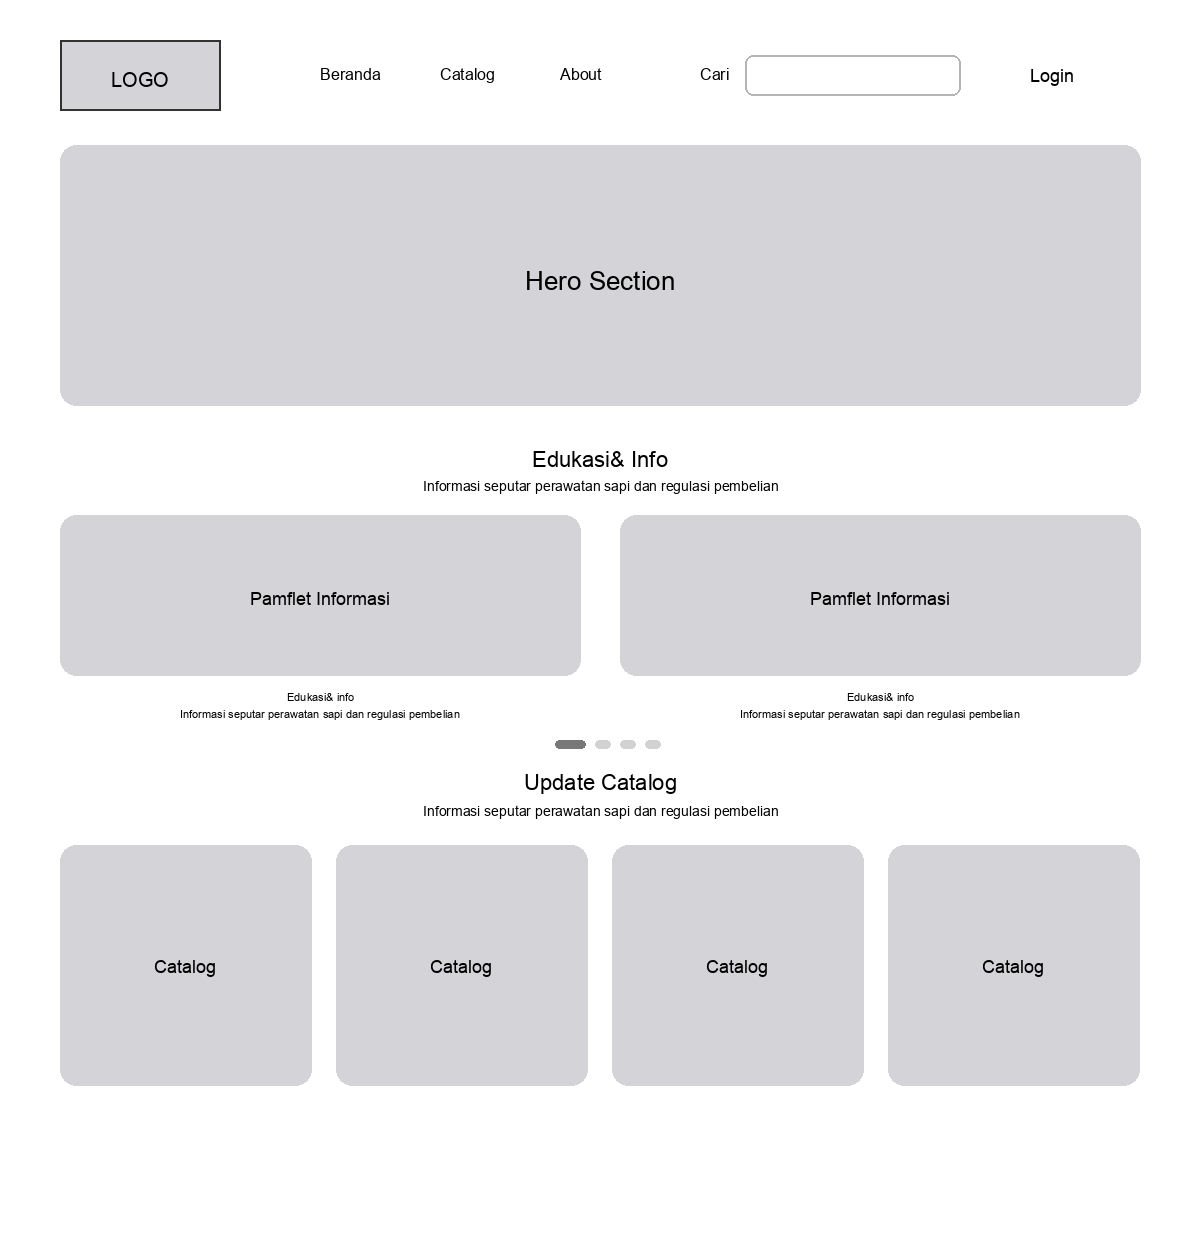 LOGO
Beranda
Catalog
About
Cari
Login
Hero Section
Edukasi& Info
Informasi seputar perawatan sapi dan regulasi pembelian
Pamflet Informasi
Pamflet Informasi
Edukasi& info
Informasi seputar perawatan sapi dan regulasi pembelian
Edukasi& info
Informasi seputar perawatan sapi dan regulasi pembelian
Update Catalog
Informasi seputar perawatan sapi dan regulasi pembelian
Catalog
Catalog
Catalog
Catalog